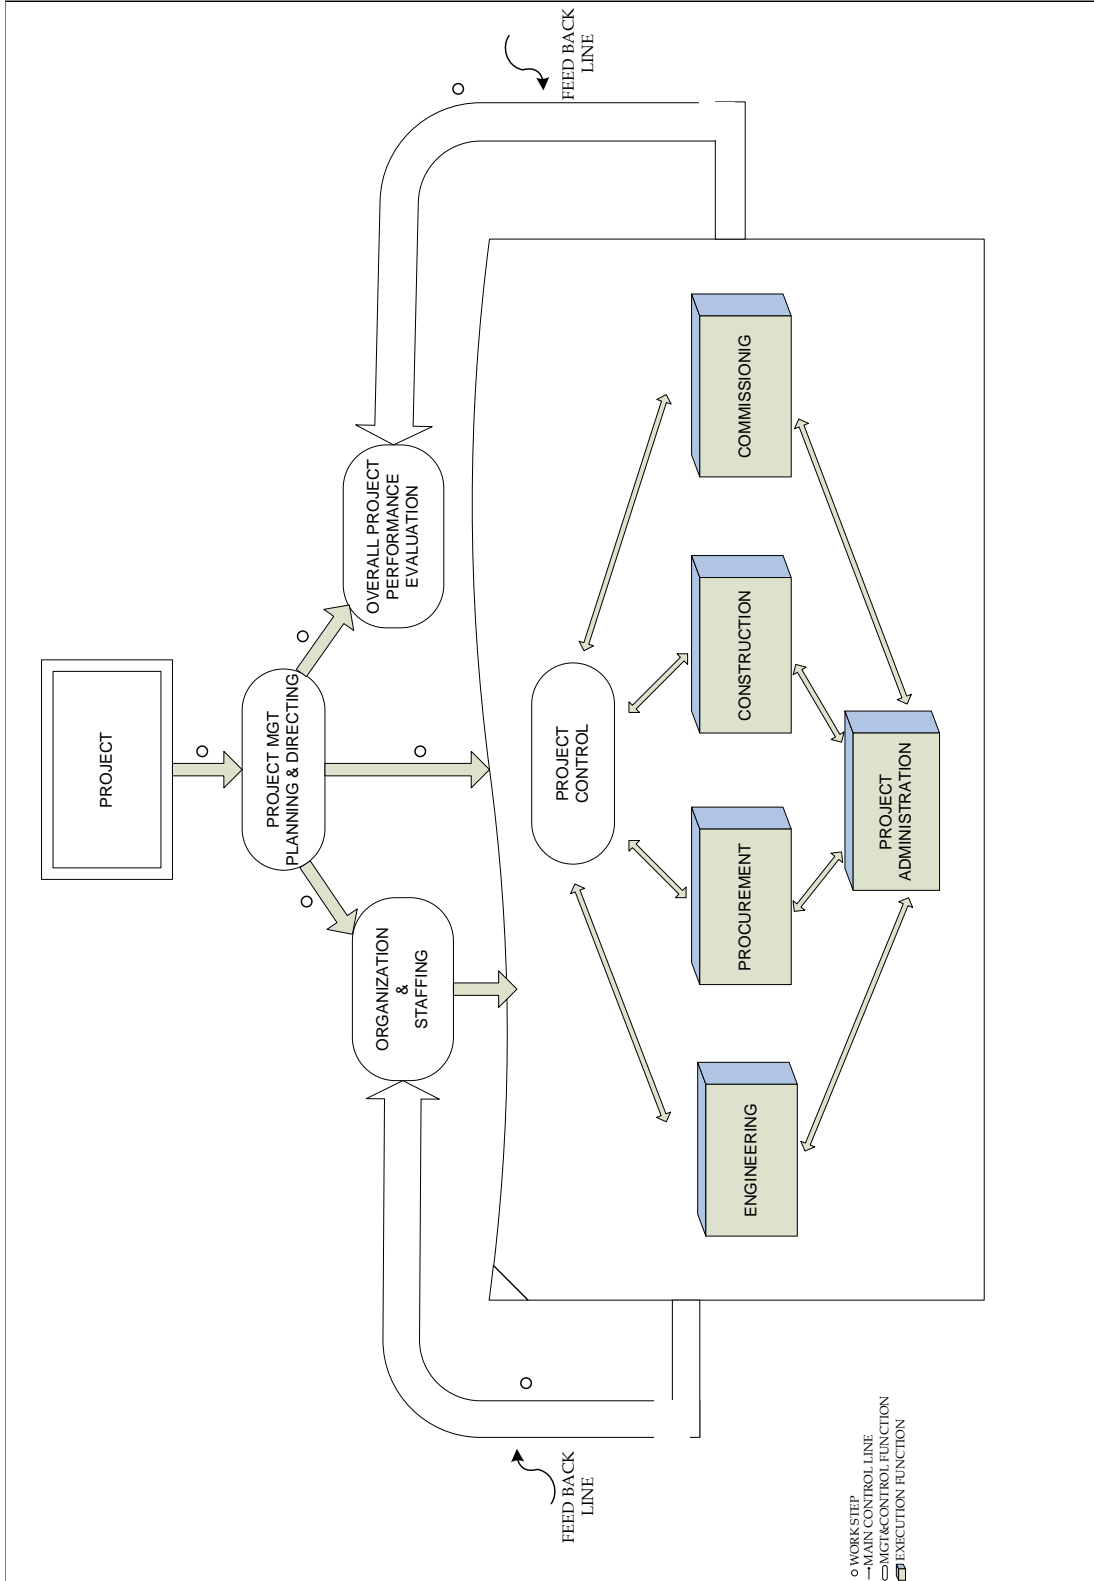 PROJECT
PROJECT MGT
PLANNING & DIRECTING
ORGANIZATION
&
STAFFING
OVERALL PROJECT
PERFORMANCE
EVALUATION
FEED BACK
LINE
FEED BACK
LINE
PROJECT
CONTROL
ENGINEERING
PROCUREMENT
CONSTRUCTION
COMMISSIONIG
PROJECT
ADMINISTRATION
WORK STEP
MAIN CONTROL LINE
MGT&CONTROL FUNCTION
EXECUTION FUNCTION